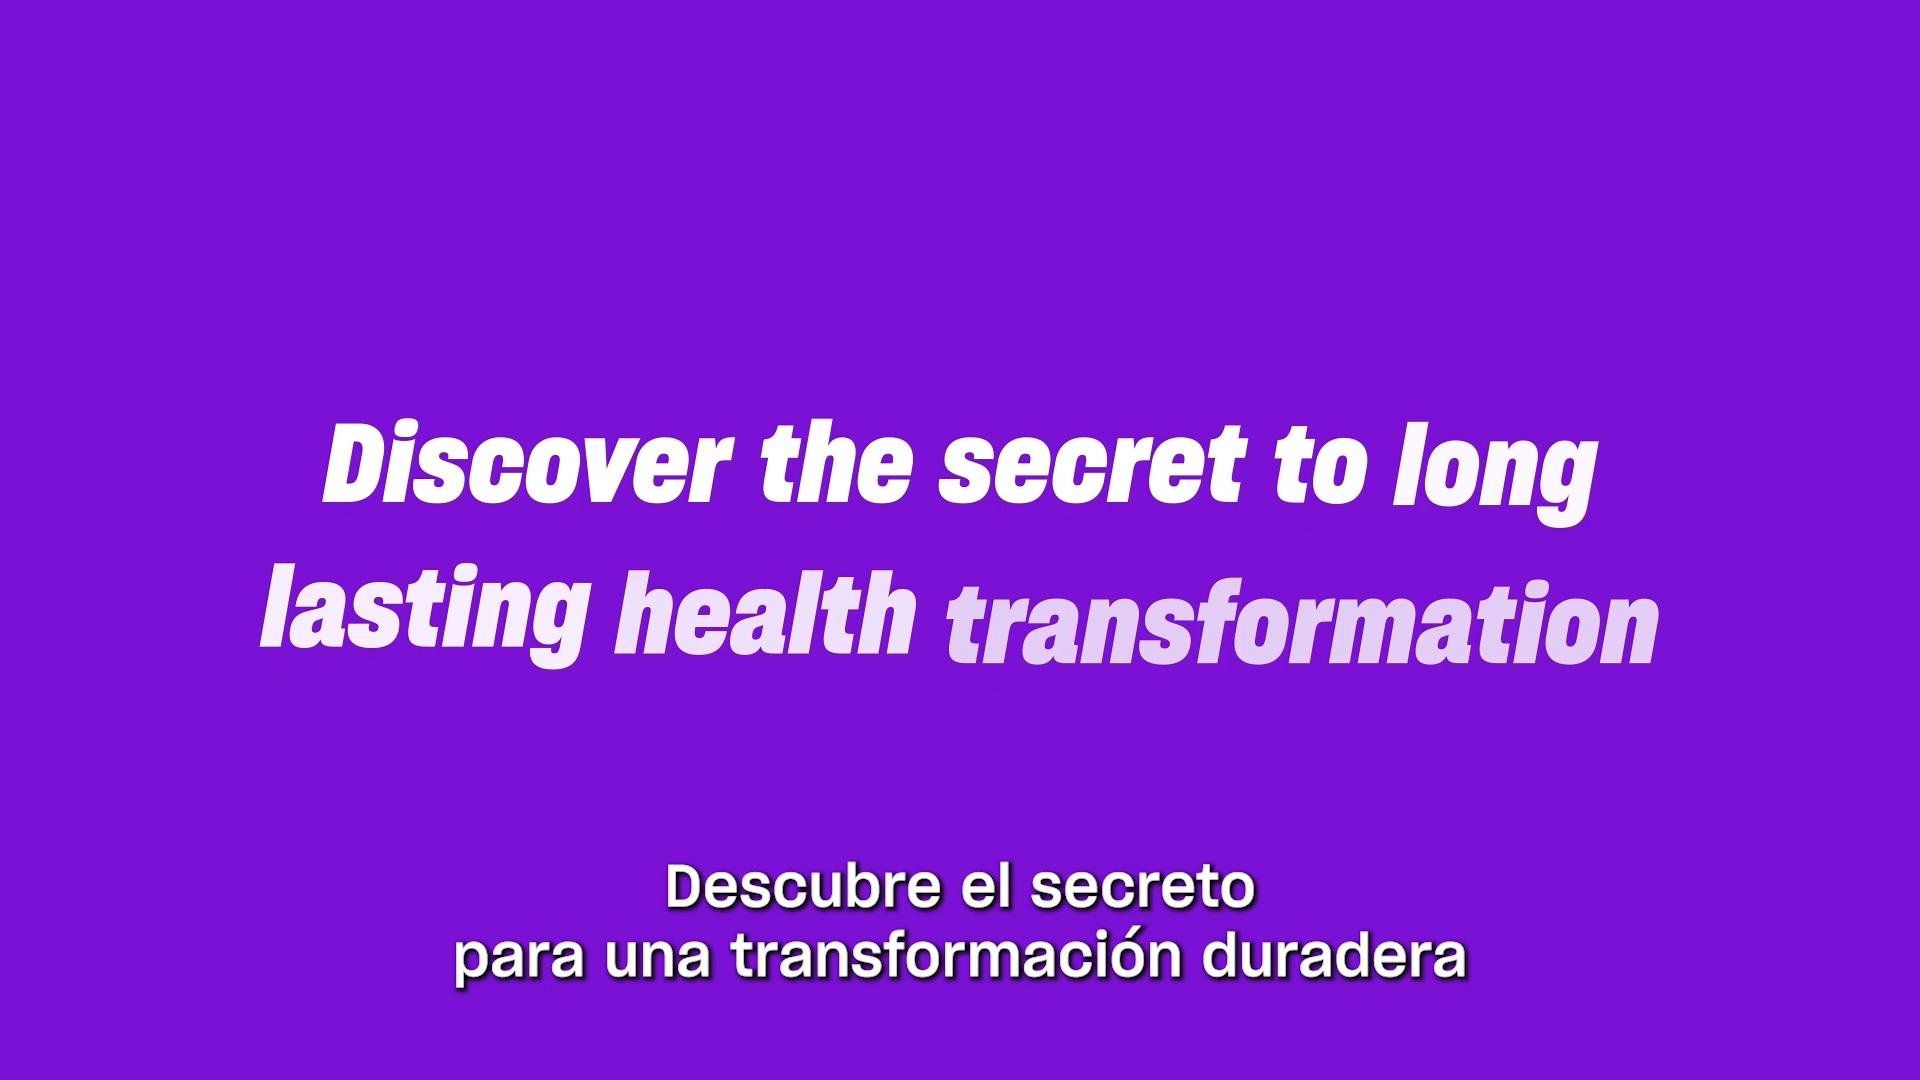 Discover the secret to long
lasting health transformation
Descubre el secreto
para una transformación duradera